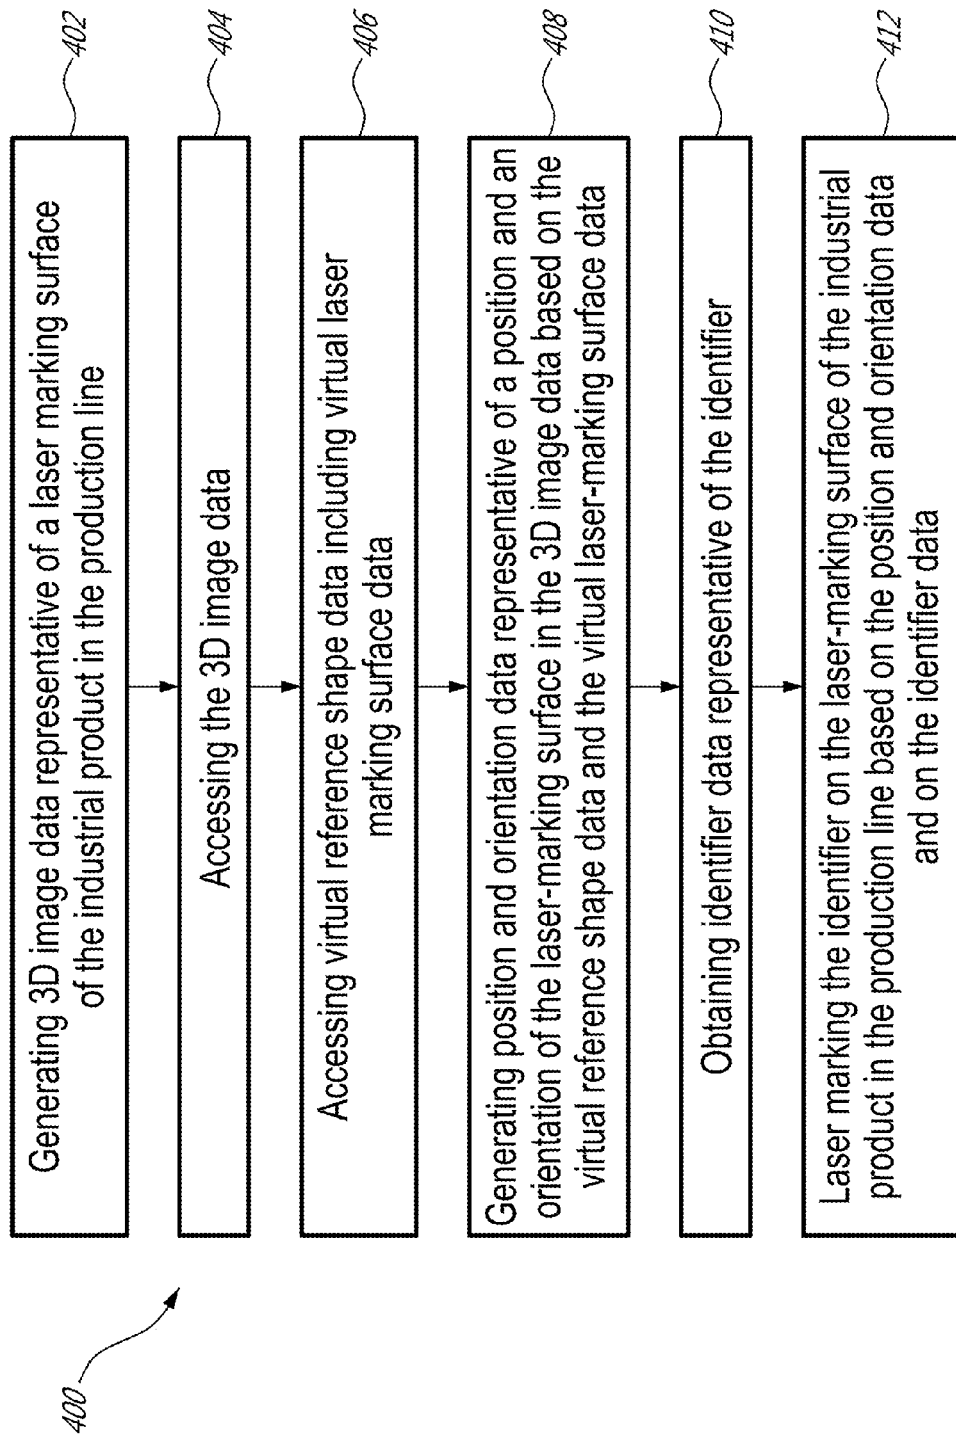 400
402
Generating 3D image data representative of a laser marking surface
of the industrial product in the production line
404
Accessing the 3D image data
406
Accessing virtual reference shape data including virtual laser
marking surface data
408
Generating position and orientation data representative of a position and an
orientation of the laser-marking surface in the 3D image data based on the
virtual reference shape data and the virtual laser-marking surface data
410
Obtaining identifier data representative of the identifier
412
Laser marking the identifier on the laser-marking surface of the industrial
product in the production line based on the position and orientation data
and on the identifier data